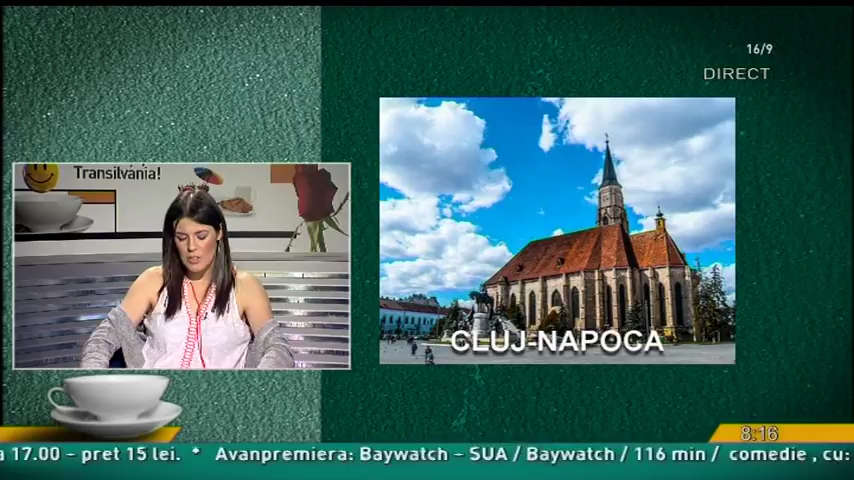 16/9
DIRECT
Transilvania!
CLUJ-NAPOCA
8:16
a 17.00 - pret 15 lei. * Avanpremiera: Baywatch - SUA / Baywatch / 116 min / comedie , cu: